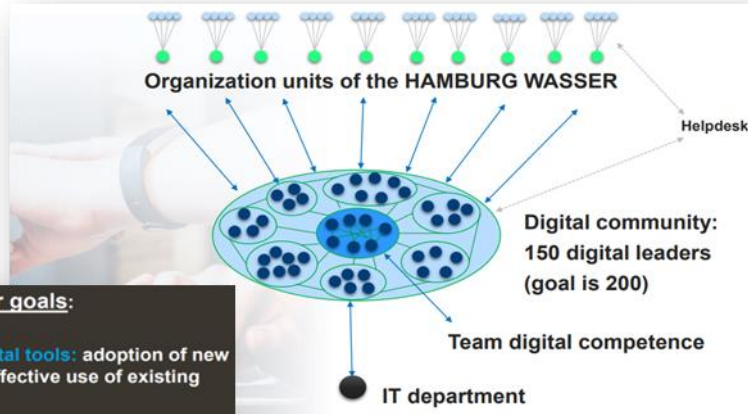 Organization units of the HAMBURG WASSER
Helpdesk
Digital community:
150 digital leaders
(goal is 200)
Team digital competence
IT department
goals:
tools: adoption of new
use of existing